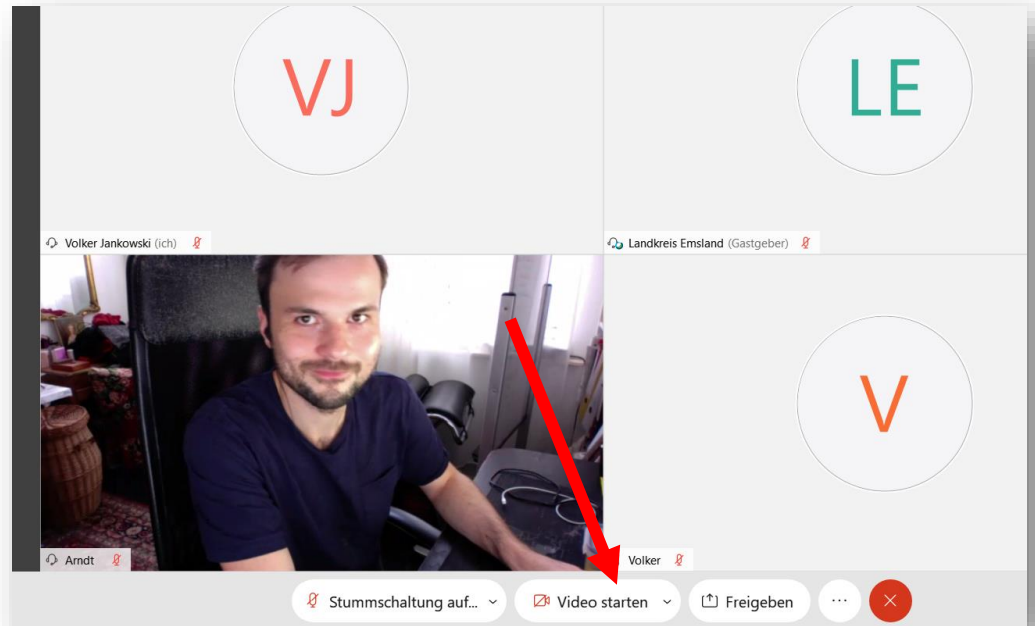 VJ
LE
Volker Jankowski (ich)
Landkreis Emsland (Gastgeber)
V
Arndt
Volker
Stummschaltung auf...
Video starten
Freigeben